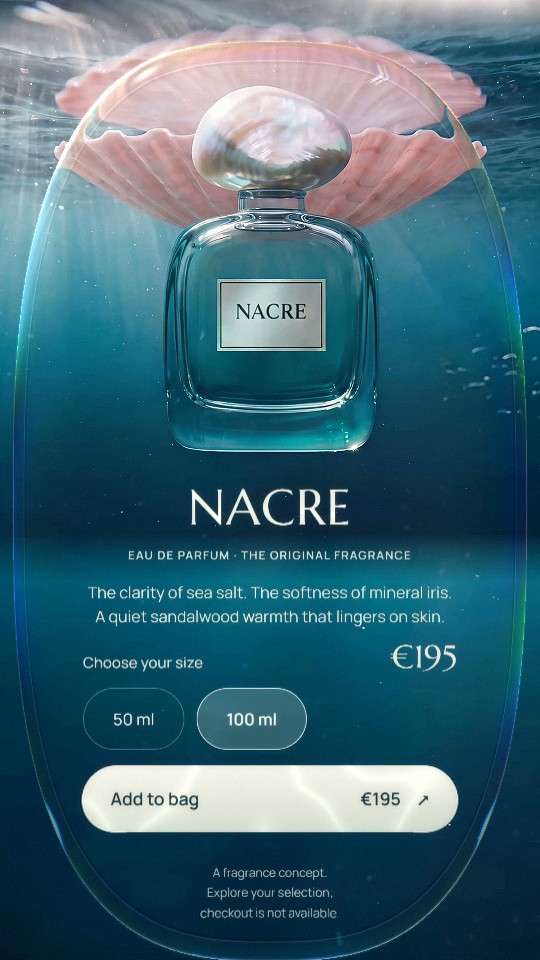 NACRE
NACRE
EAU DE PARFUM · THE ORIGINAL FRAGRANCE
The clarity of sea salt. The softness of mineral iris.
A quiet sandalwood warmth that lingers on skin.
Choose your size
€195
50 ml
100 ml
Add to bag
€195 ↗
A fragrance concept.
Explore your selection,
checkout is not available.